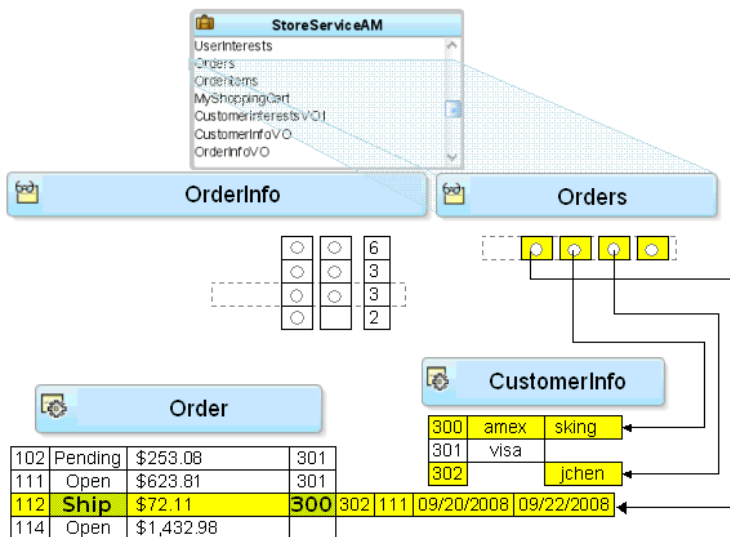 StoreServiceAM
UserInterests
Orders
OrderItems
MyShoppingCart
CustomerInterestsVO1
CustomerInfoVO
OrderInfoVO
OrderInfo
Orders
6
3
3
2
Order
CustomerInfo
300 amex sking
301 visa
302 jchen
102 Pending $253.08 301
111 Open $623.81 301
112 Ship $72.11 300 302 111 09/20/2008 09/22/2008
114 Open $1,432.98